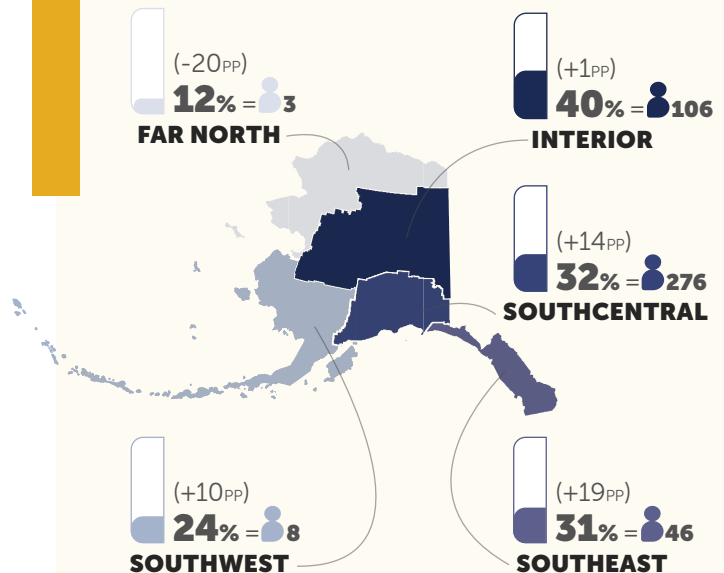 (-20PP)
12% = 3
FAR NORTH
(+1PP)
40% = 106
INTERIOR
(+14PP)
32% = 276
SOUTHCENTRAL
(+10PP)
24% = 8
SOUTHWEST
(+19PP)
31% = 46
SOUTHEAST